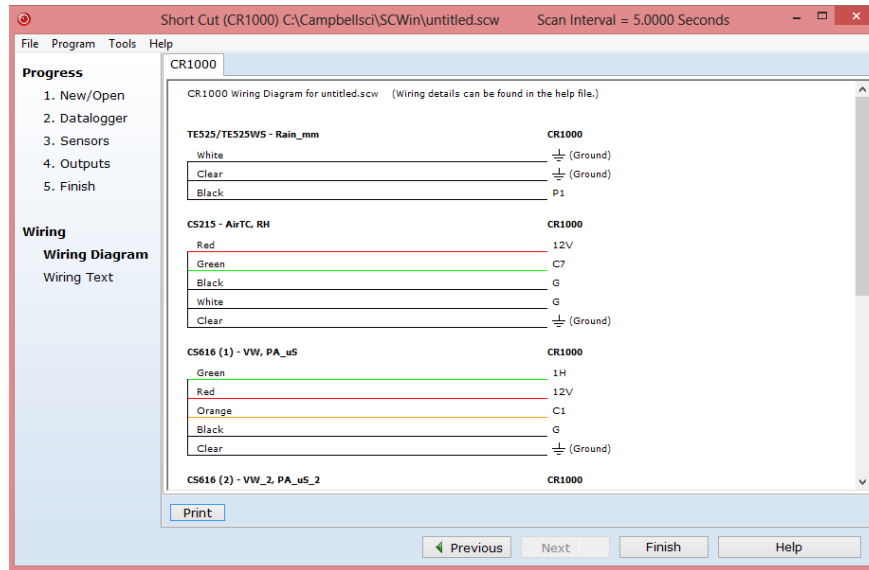 Short Cut (CR1000) C:\Campbellsci\SCWin\untitled.scw Scan Interval = 5.0000 Seconds
File Program Tools Help
Progress
1. New/Open
2. Datalogger
3. Sensors
4. Outputs
5. Finish
Wiring
Wiring Diagram
Wiring Text
CR1000
CR1000 Wiring Diagram for untitled.scw (Wiring details can be found in the help file.)
TE525/TE525WS - Rain_mm CR1000
White (Ground)
Clear (Ground)
Black P1
CS215 - AirTC, RH CR1000
Red 12V
Green C7
Black G
White G
Clear (Ground)
CS616 (1) - VW, PA_uS CR1000
Green 1H
Red 12V
Orange C1
Black G
Clear (Ground)
CS616 (2) - VW_2, PA_uS_2 CR1000
Print
Previous Next Finish Help